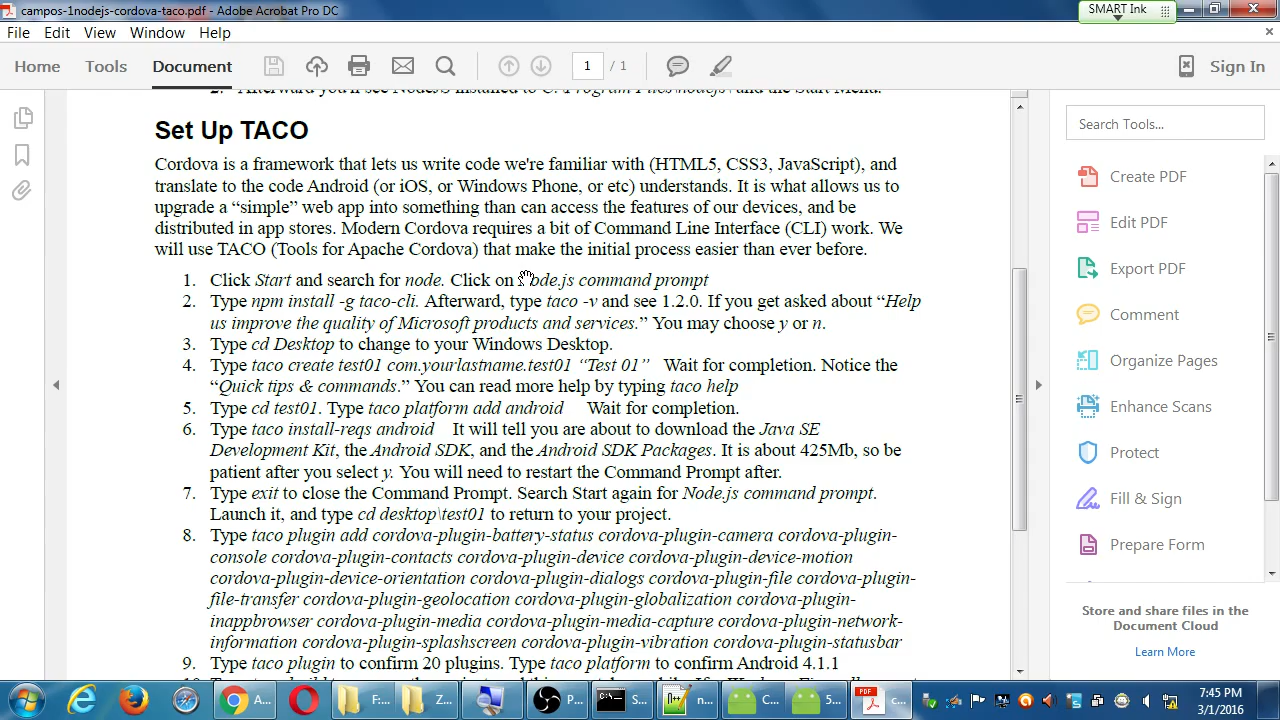 campos-1nodejs-cordova-taco.pdf - Adobe Acrobat Pro DC
SMART Ink
File Edit View Window Help
Home Tools Document 1 / 1 Sign In
2. Afterward you'll see NodeJS installed to C:\Program Files\nodejs\ and the Start Menu.
Set Up TACO
Cordova is a framework that lets us write code we're familiar with (HTML5, CSS3, JavaScript), and
translate to the code Android (or iOS, or Windows Phone, or etc) understands. It is what allows us to
upgrade a “simple” web app into something than can access the features of our devices, and be
distributed in app stores. Modern Cordova requires a bit of Command Line Interface (CLI) work. We
will use TACO (Tools for Apache Cordova) that make the initial process easier than ever before.
1. Click Start and search for node. Click on Node.js command prompt
2. Type npm install -g taco-cli. Afterward, type taco -v and see 1.2.0. If you get asked about “Help
us improve the quality of Microsoft products and services.” You may choose y or n.
3. Type cd Desktop to change to your Windows Desktop.
4. Type taco create test01 com.yourlastname.test01 “Test 01” Wait for completion. Notice the
“Quick tips & commands.” You can read more help by typing taco help
5. Type cd test01. Type taco platform add android Wait for completion.
6. Type taco install-reqs android It will tell you are about to download the Java SE
Development Kit, the Android SDK, and the Android SDK Packages. It is about 425Mb, so be
patient after you select y. You will need to restart the Command Prompt after.
7. Type exit to close the Command Prompt. Search Start again for Node.js command prompt.
Launch it, and type cd desktop\test01 to return to your project.
8. Type taco plugin add cordova-plugin-battery-status cordova-plugin-camera cordova-plugin-
console cordova-plugin-contacts cordova-plugin-device cordova-plugin-device-motion
cordova-plugin-device-orientation cordova-plugin-dialogs cordova-plugin-file cordova-plugin-
file-transfer cordova-plugin-geolocation cordova-plugin-globalization cordova-plugin-
inappbrowser cordova-plugin-media cordova-plugin-media-capture cordova-plugin-network-
information cordova-plugin-splashscreen cordova-plugin-vibration cordova-plugin-statusbar
9. Type taco plugin to confirm 20 plugins. Type taco platform to confirm Android 4.1.1
Search Tools...
Create PDF
Edit PDF
Export PDF
Comment
Organize Pages
Enhance Scans
Protect
Fill & Sign
Prepare Form
Store and share files in the
Document Cloud
Learn More
A... F... Z... P... S... n... C... 5... c...
7:45 PM
3/1/2016